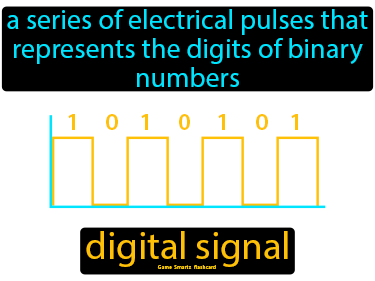 a series of electrical pulses that
represents the digits of binary
numbers
1 0 1 0 1 0 1
digital signal
Game Smartz flashcard